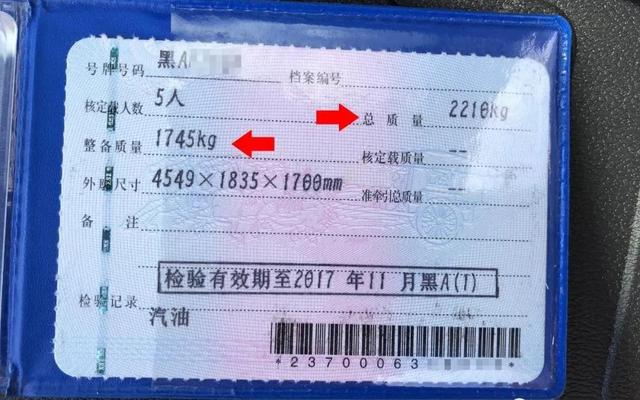 号牌号码 黑A 档案编号
核定载人数 5人 总质量 2210kg
整备质量 1745kg 核定载质量 --
外廓尺寸 4549×1835×1700mm 准牵引总质量 --
备注
检验有效期至2017年11月黑A(1)
检验记录
汽油
*23700063